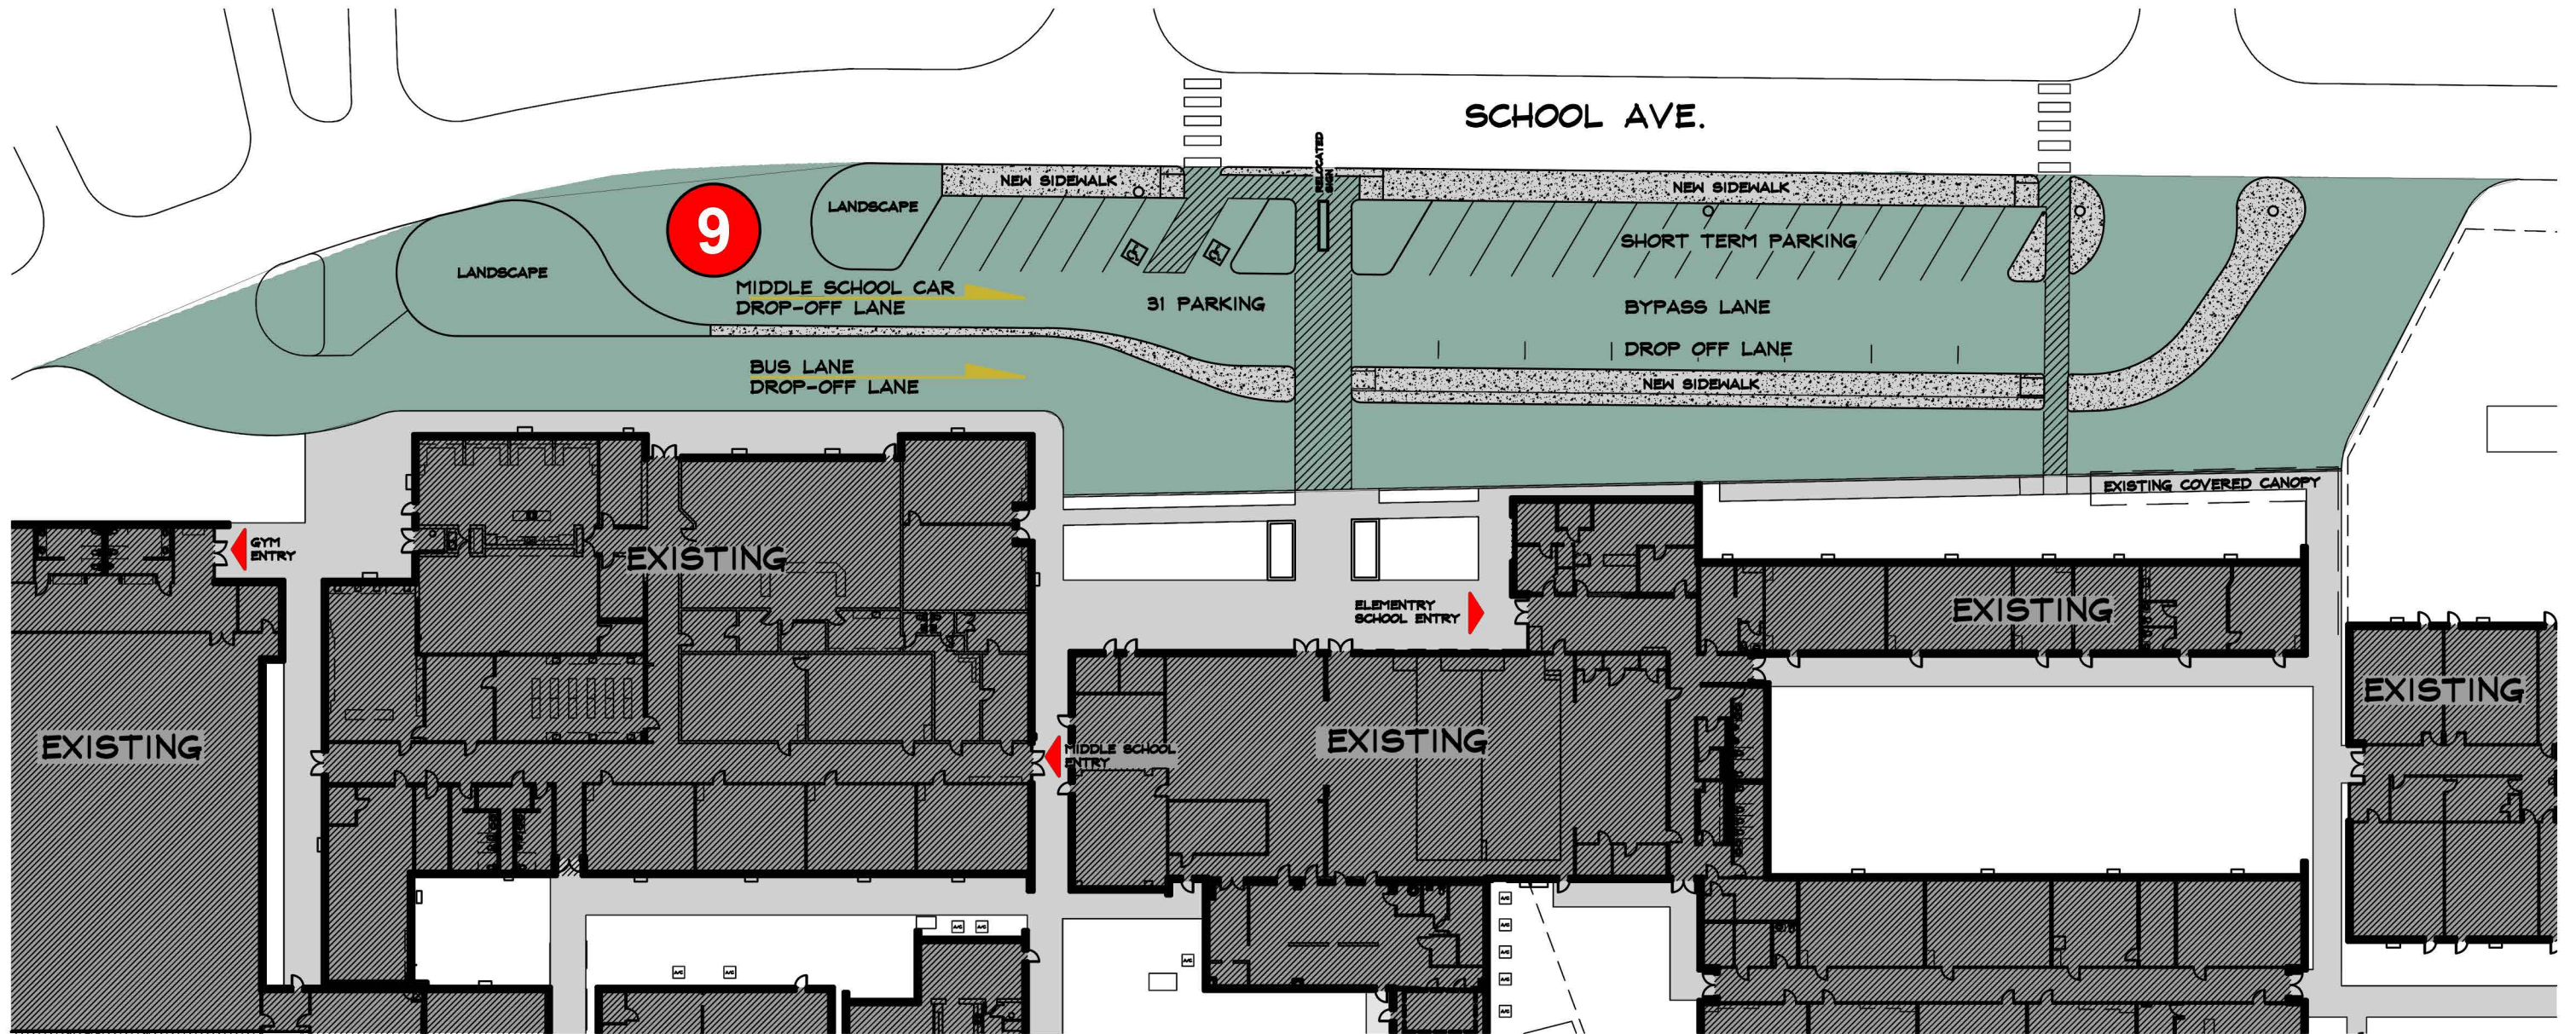 SCHOOL AVE.
RELOCATED
SIGN
NEW SIDEWALK
NEW SIDEWALK
LANDSCAPE
9
SHORT TERM PARKING
LANDSCAPE
MIDDLE SCHOOL CAR
DROP-OFF LANE
31 PARKING
BYPASS LANE
DROP OFF LANE
BUS LANE
DROP-OFF LANE
NEW SIDEWALK
EXISTING COVERED CANOPY
GYM
ENTRY
EXISTING
ELEMENTRY
SCHOOL ENTRY
EXISTING
EXISTING
EXISTING
EXISTING
MIDDLE SCHOOL
ENTRY
A/C
A/C
A/C
A/C
A/C
A/C
A/C
A/C
A/C
A/C